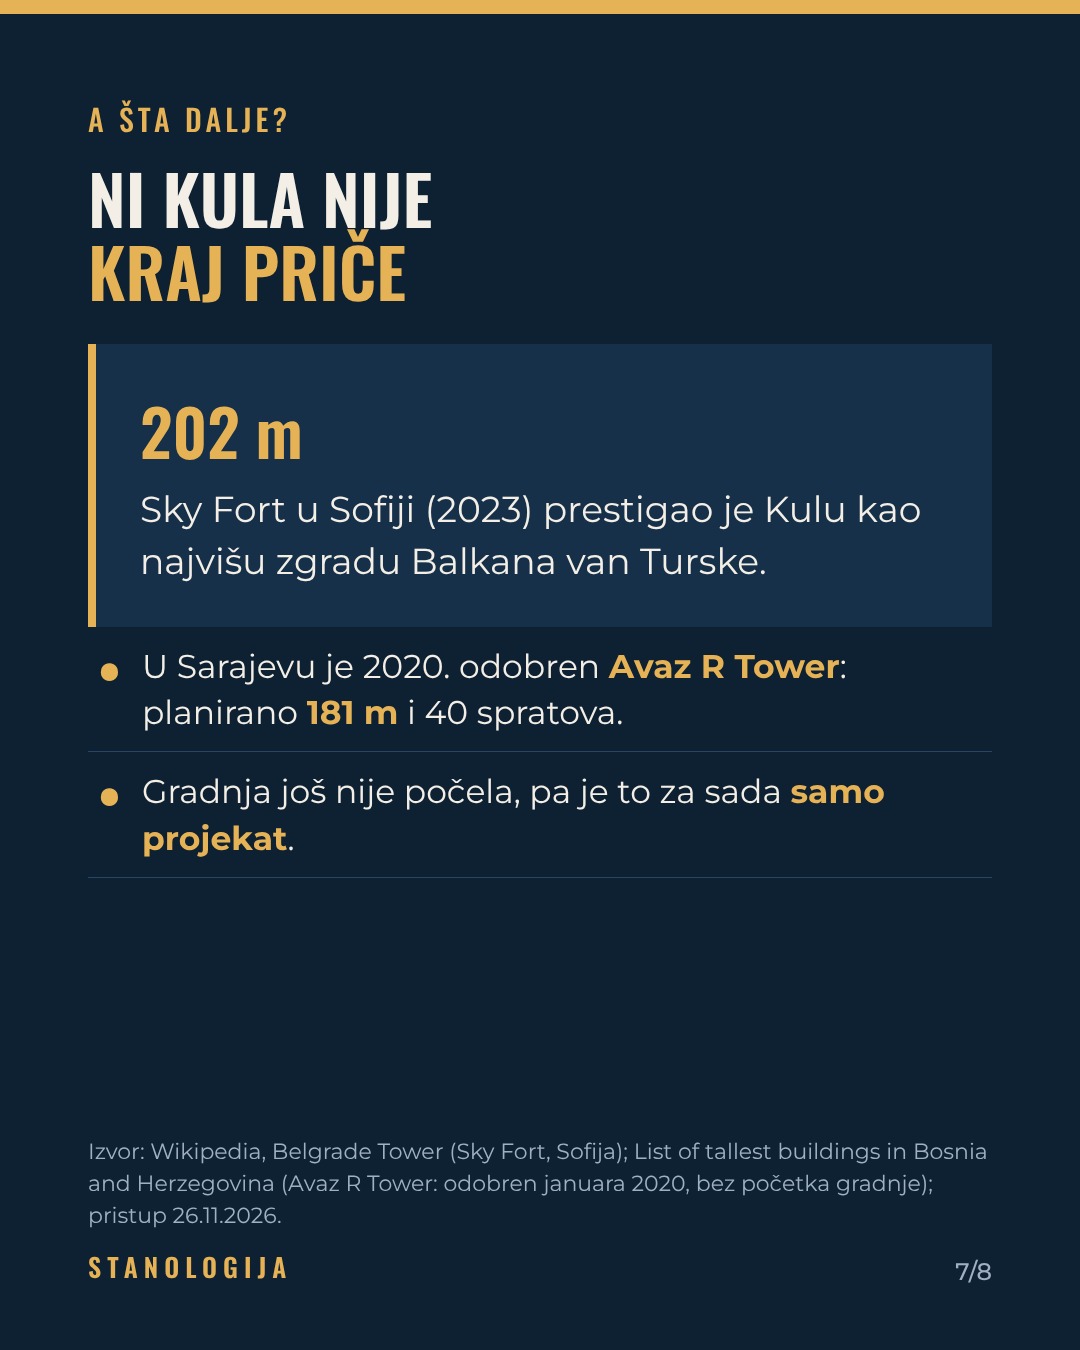 A ŠTA DALJE?
NI KULA NIJE
KRAJ PRIČE
202 m
Sky Fort u Sofiji (2023) prestigao je Kulu kao
najvišu zgradu Balkana van Turske.
U Sarajevu je 2020. odobren Avaz R Tower:
planirano 181 m i 40 spratova.
Gradnja još nije počela, pa je to za sada samo
projekat.
Izvor: Wikipedia, Belgrade Tower (Sky Fort, Sofija); List of tallest buildings in Bosnia
and Herzegovina (Avaz R Tower: odobren januara 2020, bez početka gradnje);
pristup 26.11.2026.
STANOLOGIJA
7/8